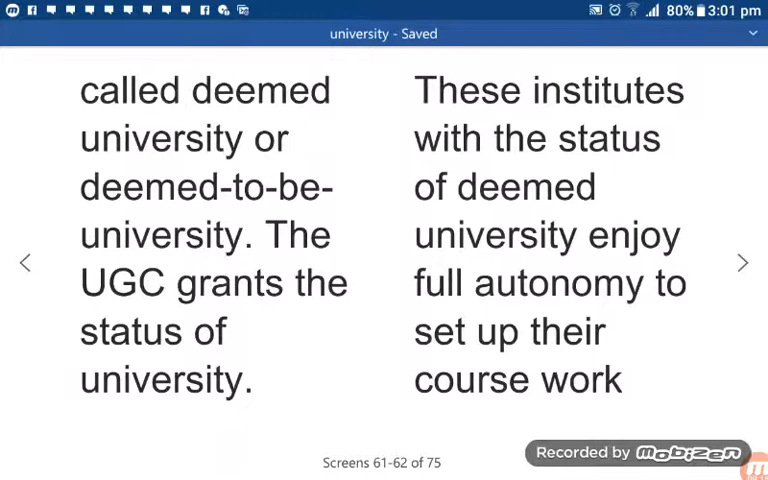 80% 3:01 pm
university - Saved
called deemed
university or
deemed-to-be-
university. The
UGC grants the
status of
university.
These institutes
with the status
of deemed
university enjoy
full autonomy to
set up their
course work
Screens 61-62 of 75
Recorded by mobizen